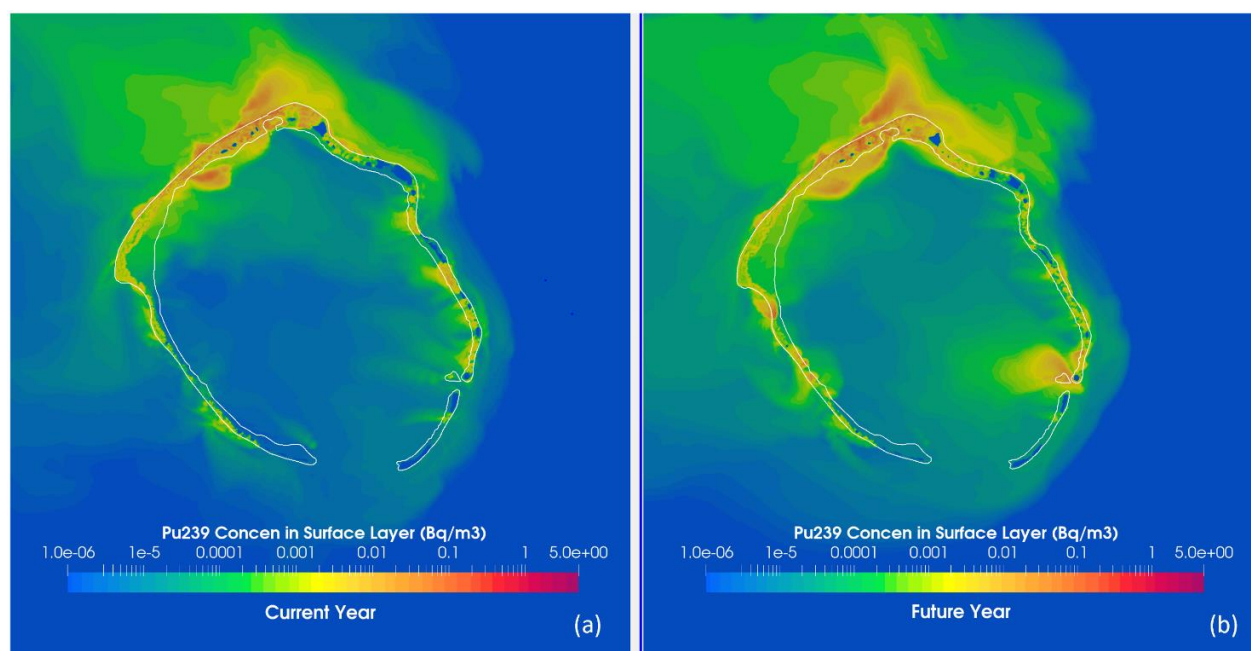 Pu239 Concen in Surface Layer (Bq/m3)
1.0e-06 1e-5 0.0001 0.001 0.01 0.1 1 5.0e+00
Current Year
(a)
Pu239 Concen in Surface Layer (Bq/m3)
1.0e-06 1e-5 0.0001 0.001 0.01 0.1 1 5.0e+00
Future Year
(b)